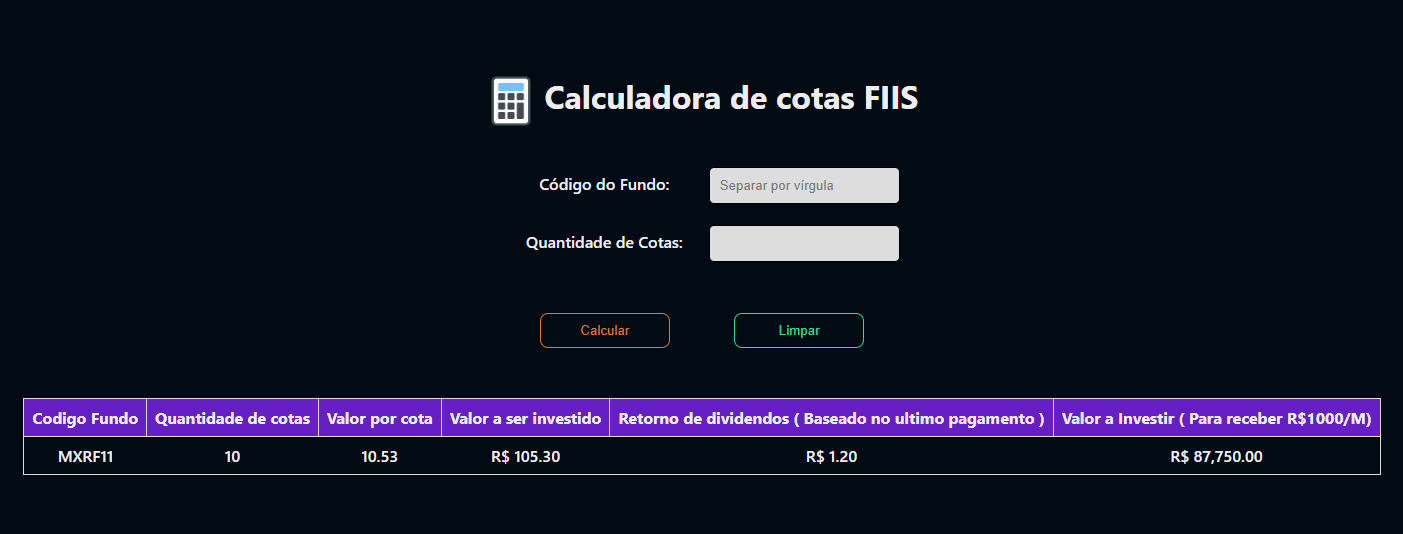 Calculadora de cotas FIIS
Código do Fundo: Separar por vírgula
Quantidade de Cotas:
Calcular Limpar
Codigo Fundo Quantidade de cotas Valor por cota Valor a ser investido Retorno de dividendos ( Baseado no ultimo pagamento ) Valor a Investir ( Para receber R$1000/M)
MXRF11 10 10.53 R$ 105.30 R$ 1.20 R$ 87,750.00